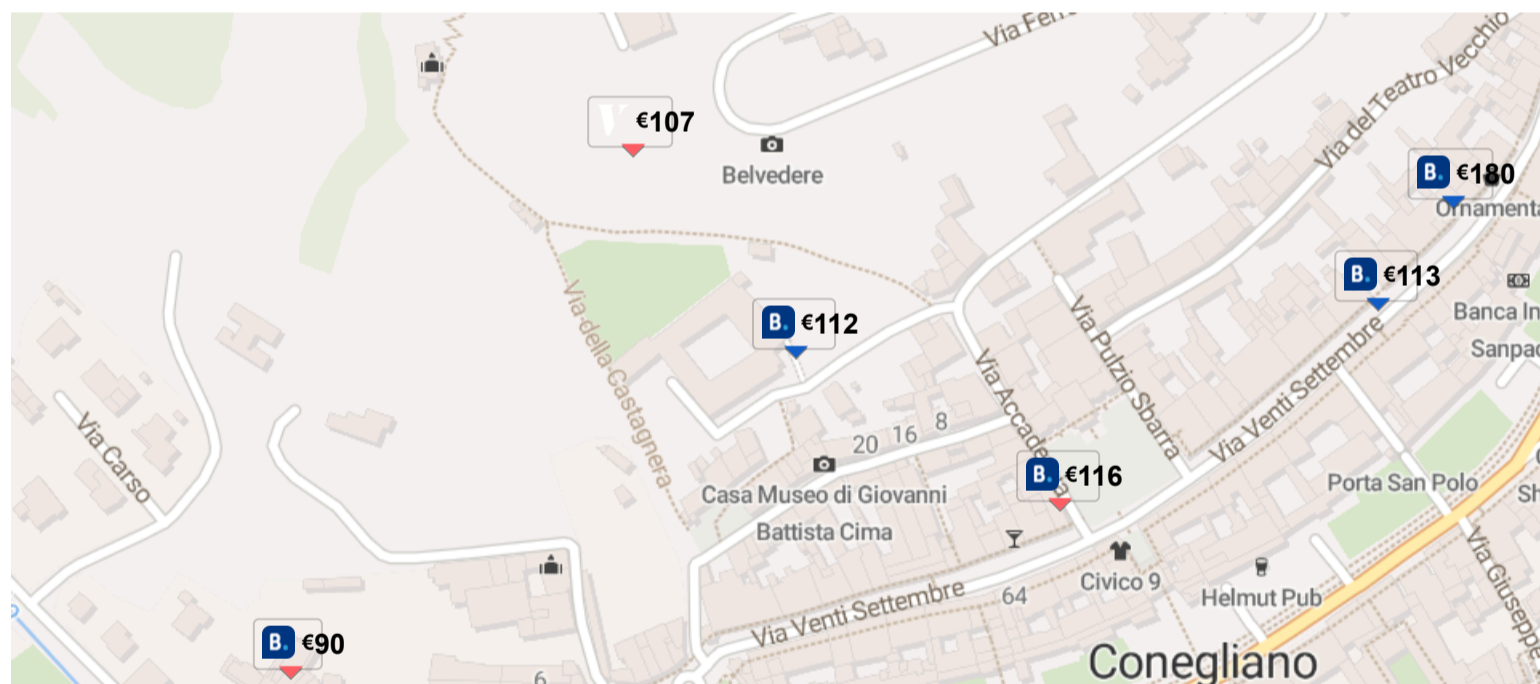 Via Ferr
Via del Teatro Vecchio
V €107
Belvedere
B. €180
Ornamenta
B. €113
Banca In
Sanpao
Via della Castagnera
B. €112
Via Pulzio Sbarra
Via Venti Settembre
Via Accade
a
Via Carso
20 16 8
B. €116
Casa Museo di Giovanni
Battista Cima
Porta San Polo
Sh
Via Giuseppe
Civico 9
Helmut Pub
64
Via Venti Settembre
B. €90
6
Conegliano